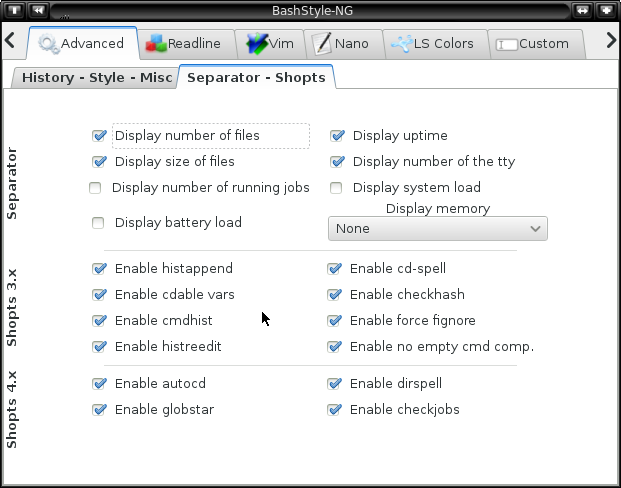 BashStyle-NG
Advanced Readline Vim Nano LS Colors Custom
History - Style - Misc Separator - Shopts
Separator
Display number of files Display uptime
Display size of files Display number of the tty
Display number of running jobs Display system load
Display memory
Display battery load None
Shopts 3.x
Enable histappend Enable cd-spell
Enable cdable vars Enable checkhash
Enable cmdhist Enable force fignore
Enable histreedit Enable no empty cmd comp.
Shopts 4.x
Enable autocd Enable dirspell
Enable globstar Enable checkjobs